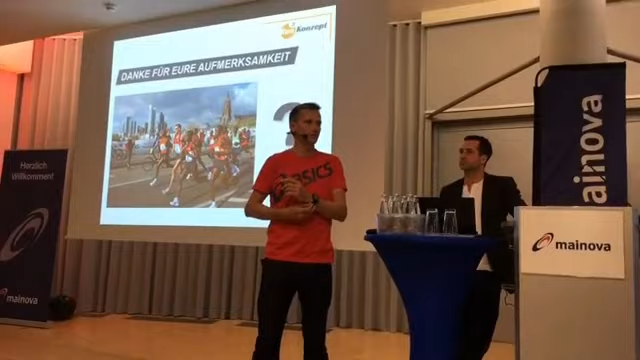 Konzept
DANKE FÜR EURE AUFMERKSAMKEIT
?
Herzlich
Willkommen!
mainova
asics
mainova
mainova